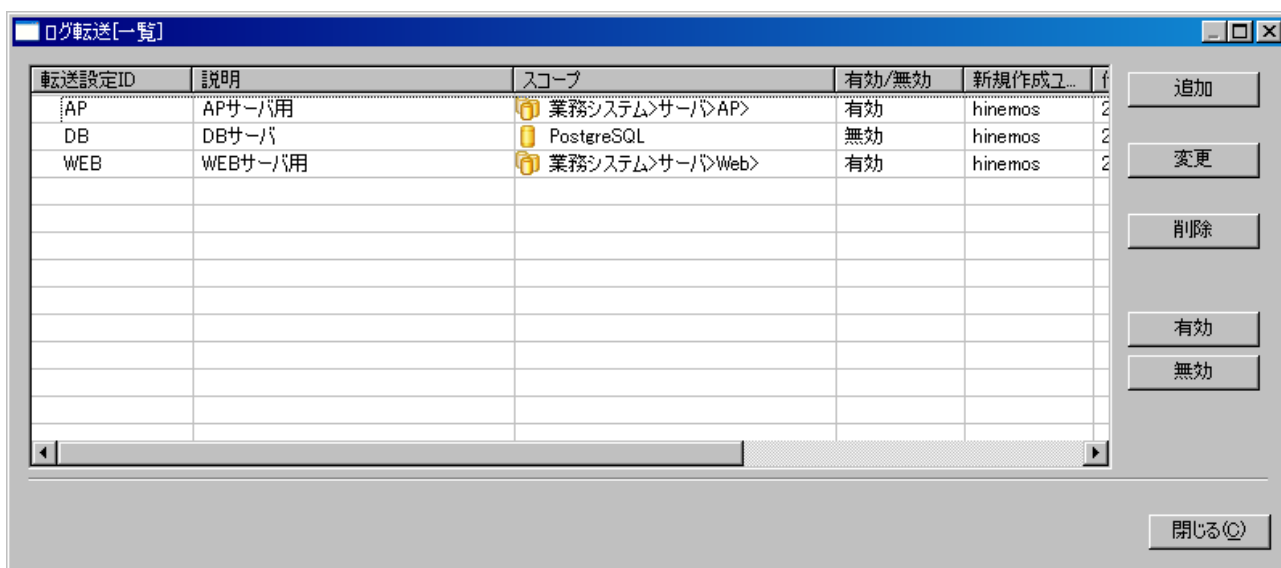 ログ転送[一覧]
転送設定ID 説明 スコープ 有効/無効 新規作成ユ...
追加
AP APサーバ用 業務システム>サーバ>AP> 有効 hinemos 2
DB DBサーバ PostgreSQL 無効 hinemos 2
変更
WEB WEBサーバ用 業務システム>サーバ>Web> 有効 hinemos 2
削除
有効
無効
閉じる(C)